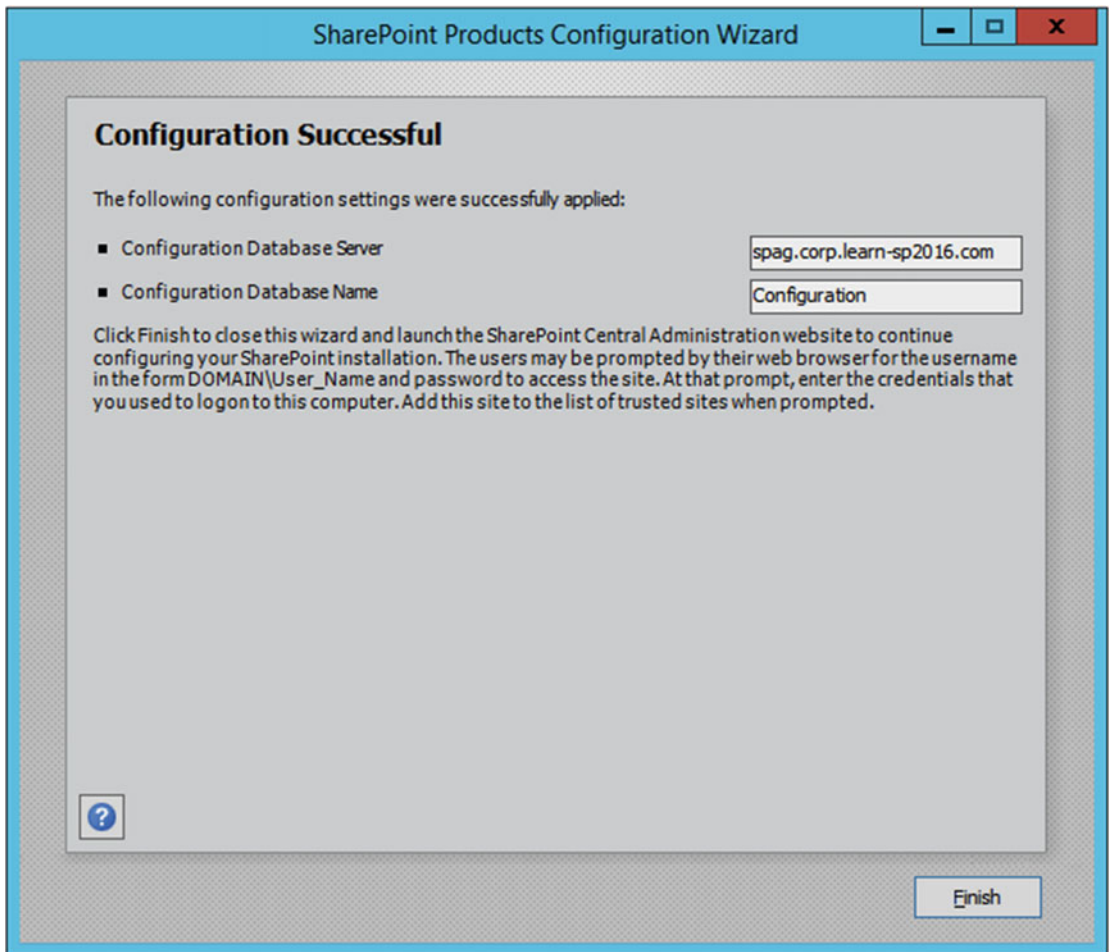 SharePoint Products Configuration Wizard
Configuration Successful
The following configuration settings were successfully applied:
Configuration Database Server
spag.corp.learn-sp2016.com
Configuration Database Name
Configuration
Click Finish to close this wizard and launch the SharePoint Central Administration website to continue
configuring your SharePoint installation. The users may be prompted by their web browser for the username
in the form DOMAIN\User_Name and password to access the site. At that prompt, enter the credentials that
you used to logon to this computer. Add this site to the list of trusted sites when prompted.
Finish